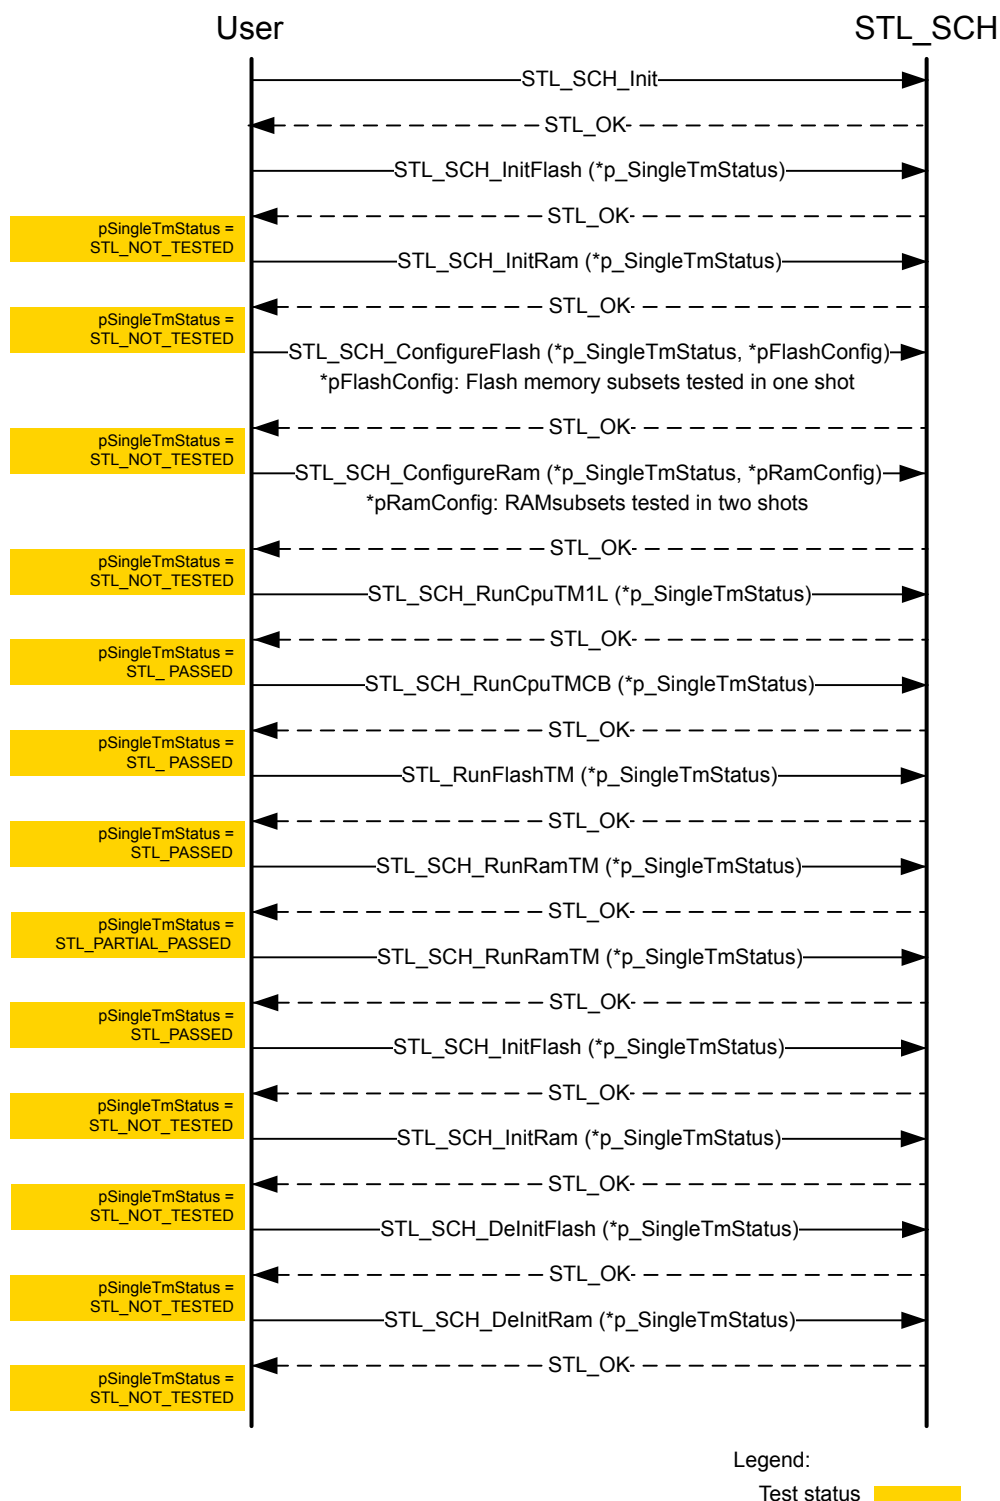 User
STL_SCH
STL_SCH_Init
STL_OK
STL_SCH_InitFlash (*p_SingleTmStatus)
STL_OK
pSingleTmStatus =
STL_NOT_TESTED
STL_SCH_InitRam (*p_SingleTmStatus)
STL_OK
pSingleTmStatus =
STL_NOT_TESTED
STL_SCH_ConfigureFlash (*p_SingleTmStatus, *pFlashConfig)
*pFlashConfig: Flash memory subsets tested in one shot
STL_OK
pSingleTmStatus =
STL_NOT_TESTED
STL_SCH_ConfigureRam (*p_SingleTmStatus, *pRamConfig)
*pRamConfig: RAMsubsets tested in two shots
STL_OK
pSingleTmStatus =
STL_NOT_TESTED
STL_SCH_RunCpuTM1L (*p_SingleTmStatus)
STL_OK
pSingleTmStatus =
STL_ PASSED
STL_SCH_RunCpuTMCB (*p_SingleTmStatus)
STL_OK
pSingleTmStatus =
STL_ PASSED
STL_RunFlashTM (*p_SingleTmStatus)
STL_OK
pSingleTmStatus =
STL_PASSED
STL_SCH_RunRamTM (*p_SingleTmStatus)
STL_OK
pSingleTmStatus =
STL_PARTIAL_PASSED
STL_SCH_RunRamTM (*p_SingleTmStatus)
STL_OK
pSingleTmStatus =
STL_PASSED
STL_SCH_InitFlash (*p_SingleTmStatus)
STL_OK
pSingleTmStatus =
STL_NOT_TESTED
STL_SCH_InitRam (*p_SingleTmStatus)
STL_OK
pSingleTmStatus =
STL_NOT_TESTED
STL_SCH_DeInitFlash (*p_SingleTmStatus)
STL_OK
pSingleTmStatus =
STL_NOT_TESTED
STL_SCH_DeInitRam (*p_SingleTmStatus)
STL_OK
pSingleTmStatus =
STL_NOT_TESTED
Legend:
Test status